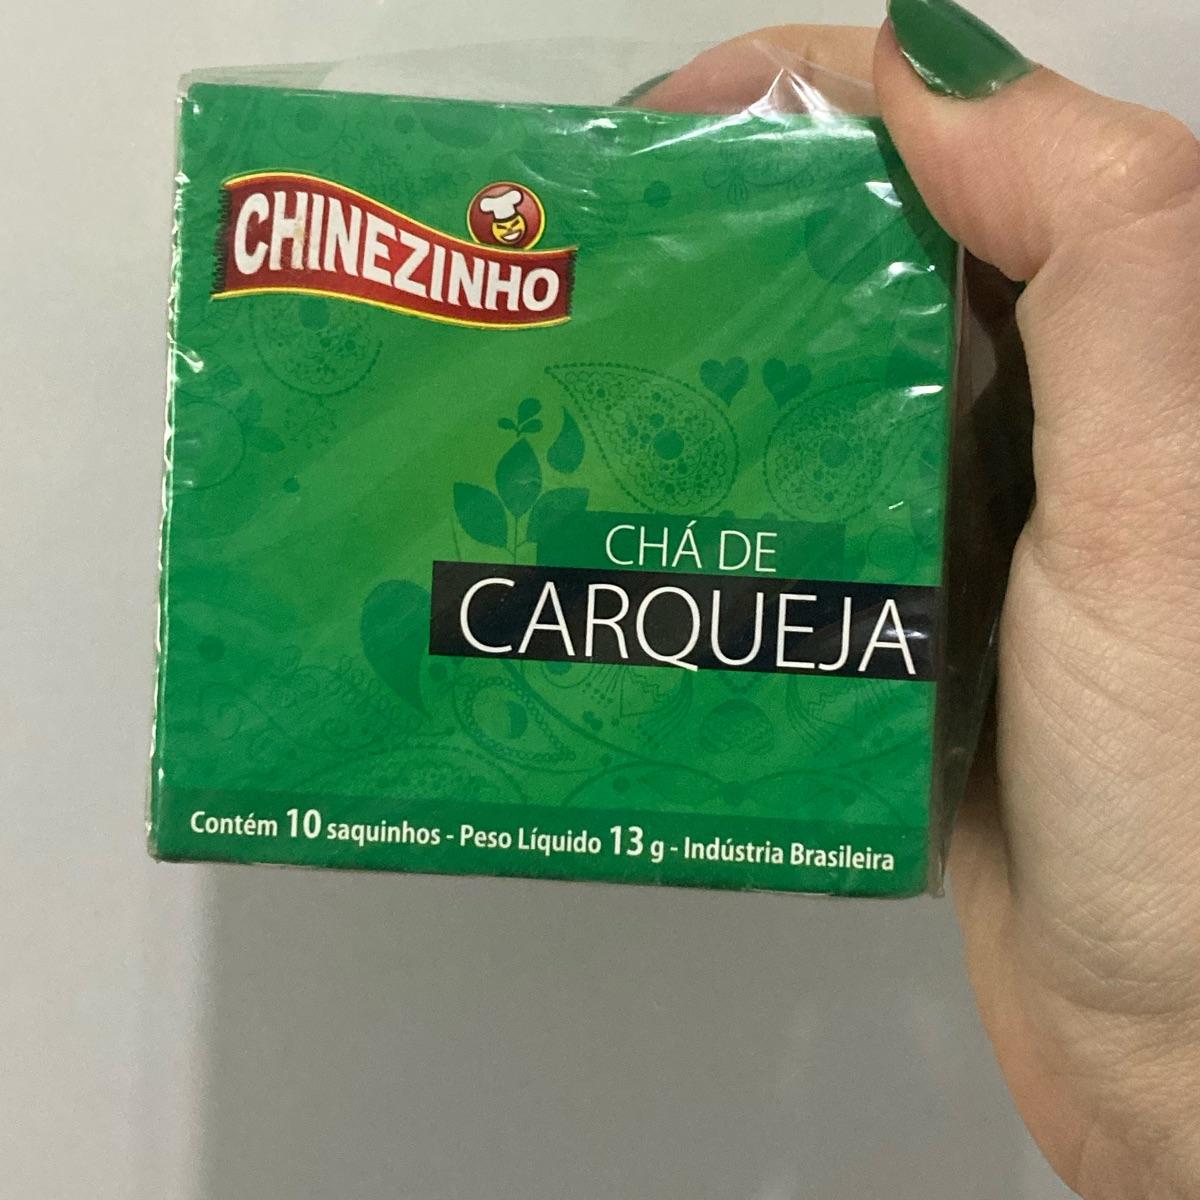 CHINEZINHO
CHÁ DE
CARQUEJA
Contém 10 saquinhos - Peso Líquido 13 g - Indústria Brasileira